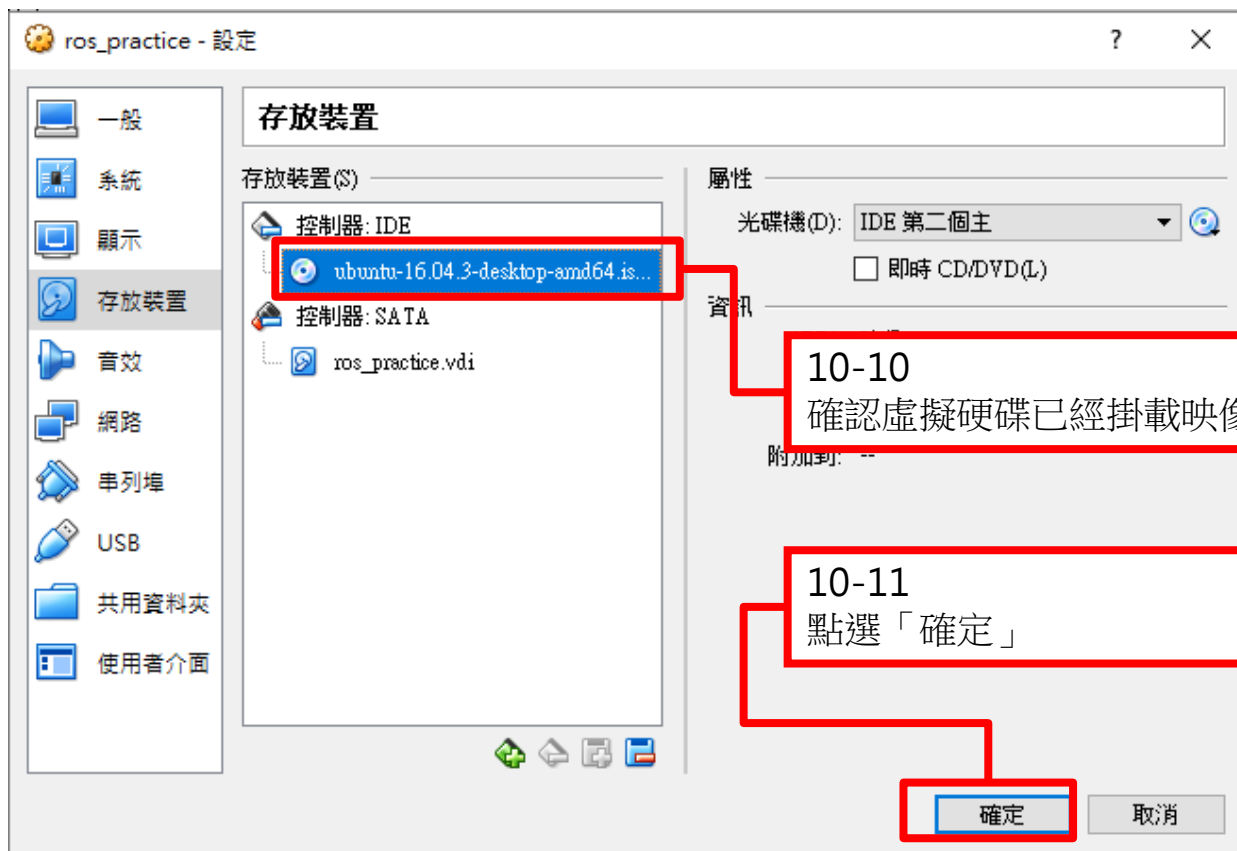 ros_practice - 設定
?
一般
系統
顯示
存放裝置
音效
網路
串列埠
USB
共用資料夾
使用者介面
存放裝置
存放裝置(S)
控制器: IDE
ubuntu-16.04.3-desktop-amd64.is...
控制器: SATA
ros_practice.vdi
屬性
光碟機(D): IDE 第二個主
即時 CD/DVD(L)
資訊
10-10
確認虛擬硬碟已經掛載映像
附加到: --
10-11
點選「確定」
確定
取消